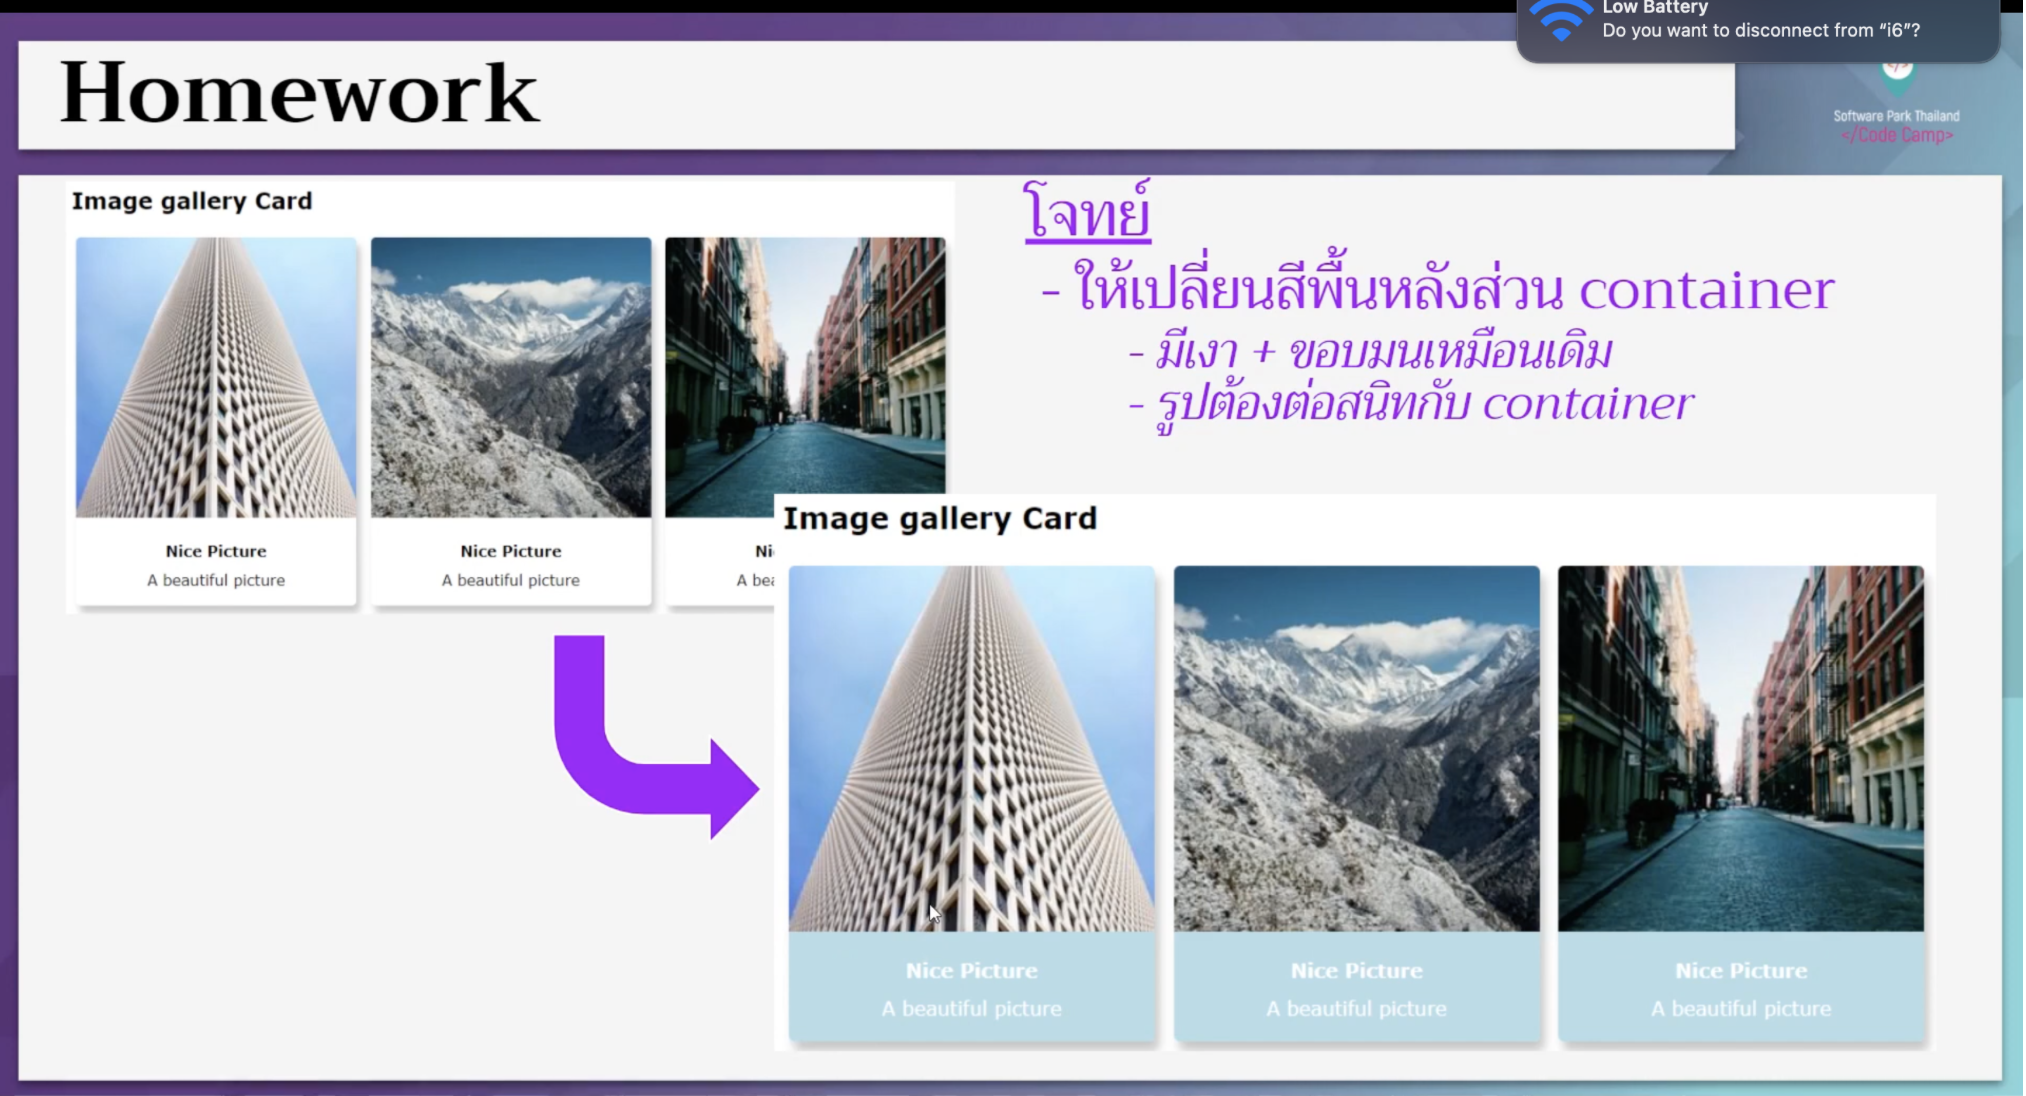 Low Battery
Do you want to disconnect from “i6”?
Homework
Software Park Thailand
</Code Camp>
Image gallery Card
Nice Picture
A beautiful picture
Nice Picture
A beautiful picture
Ni
A bea
โจทย์
- ให้เปลี่ยนสีพื้นหลังส่วน container
- มีเงา + ขอบมนเหมือนเดิม
- รูปต้องต่อสนิทกับ container
Image gallery Card
Nice Picture
A beautiful picture
Nice Picture
A beautiful picture
Nice Picture
A beautiful picture